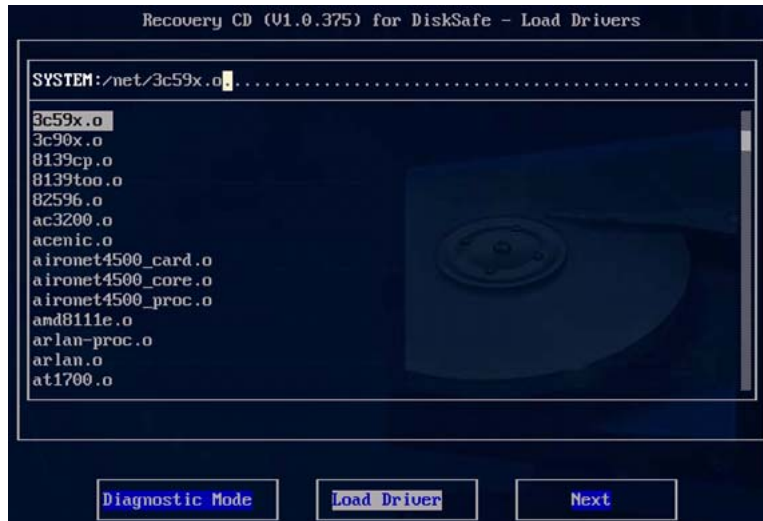 Recovery CD (V1.0.375) for DiskSafe - Load Drivers
SYSTEM:/net/3c59x.o.....................................................
3c59x.o
3c90x.o
8139cp.o
8139too.o
82596.o
ac3200.o
acenic.o
aironet4500_card.o
aironet4500_core.o
aironet4500_proc.o
amd8111e.o
arlan-proc.o
arlan.o
at1700.o
Diagnostic Mode
Load Driver
Next